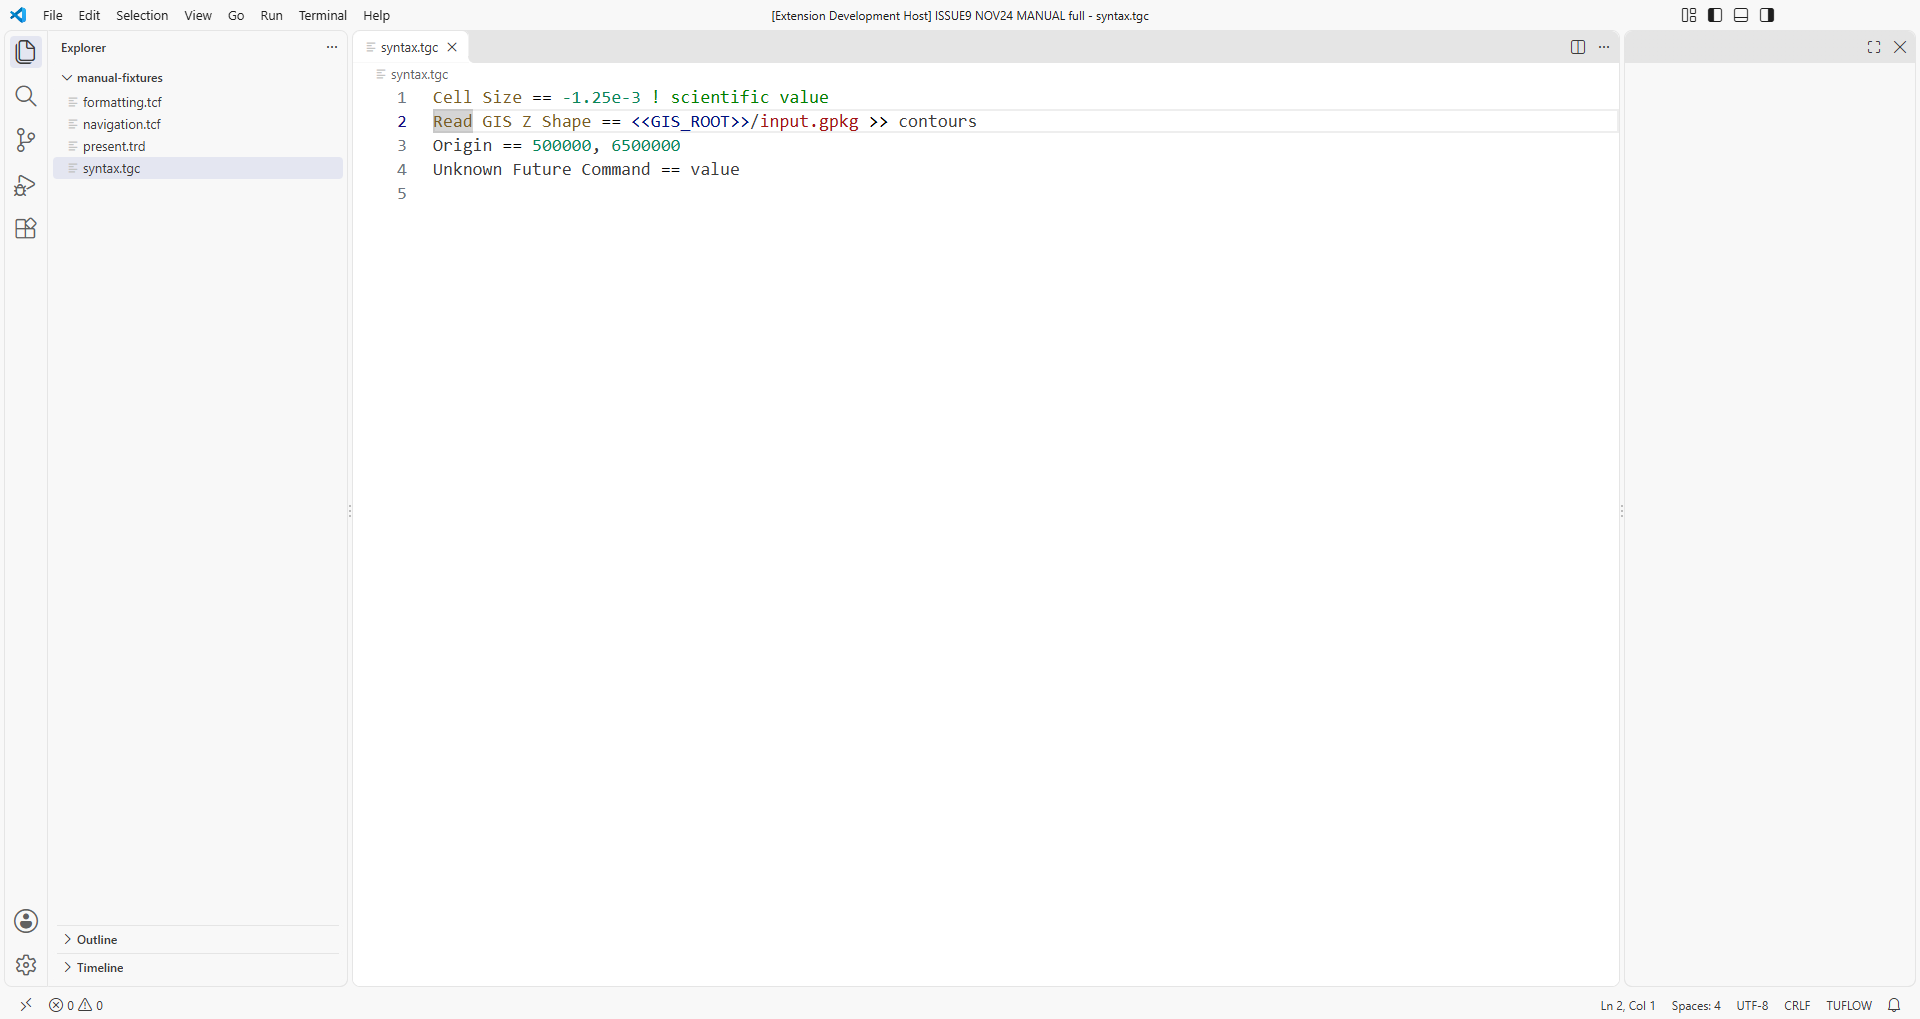 File Edit Selection View Go Run Terminal Help
[Extension Development Host] ISSUE9 NOV24 MANUAL full - syntax.tgc
Explorer
manual-fixtures
formatting.tcf
navigation.tcf
present.trd
syntax.tgc
Outline
Timeline
syntax.tgc
syntax.tgc
1 Cell Size == -1.25e-3 ! scientific value
2 Read GIS Z Shape == <<GIS_ROOT>>/input.gpkg >> contours
3 Origin == 500000, 6500000
4 Unknown Future Command == value
5
0 0
Ln 2, Col 1 Spaces: 4 UTF-8 CRLF TUFLOW